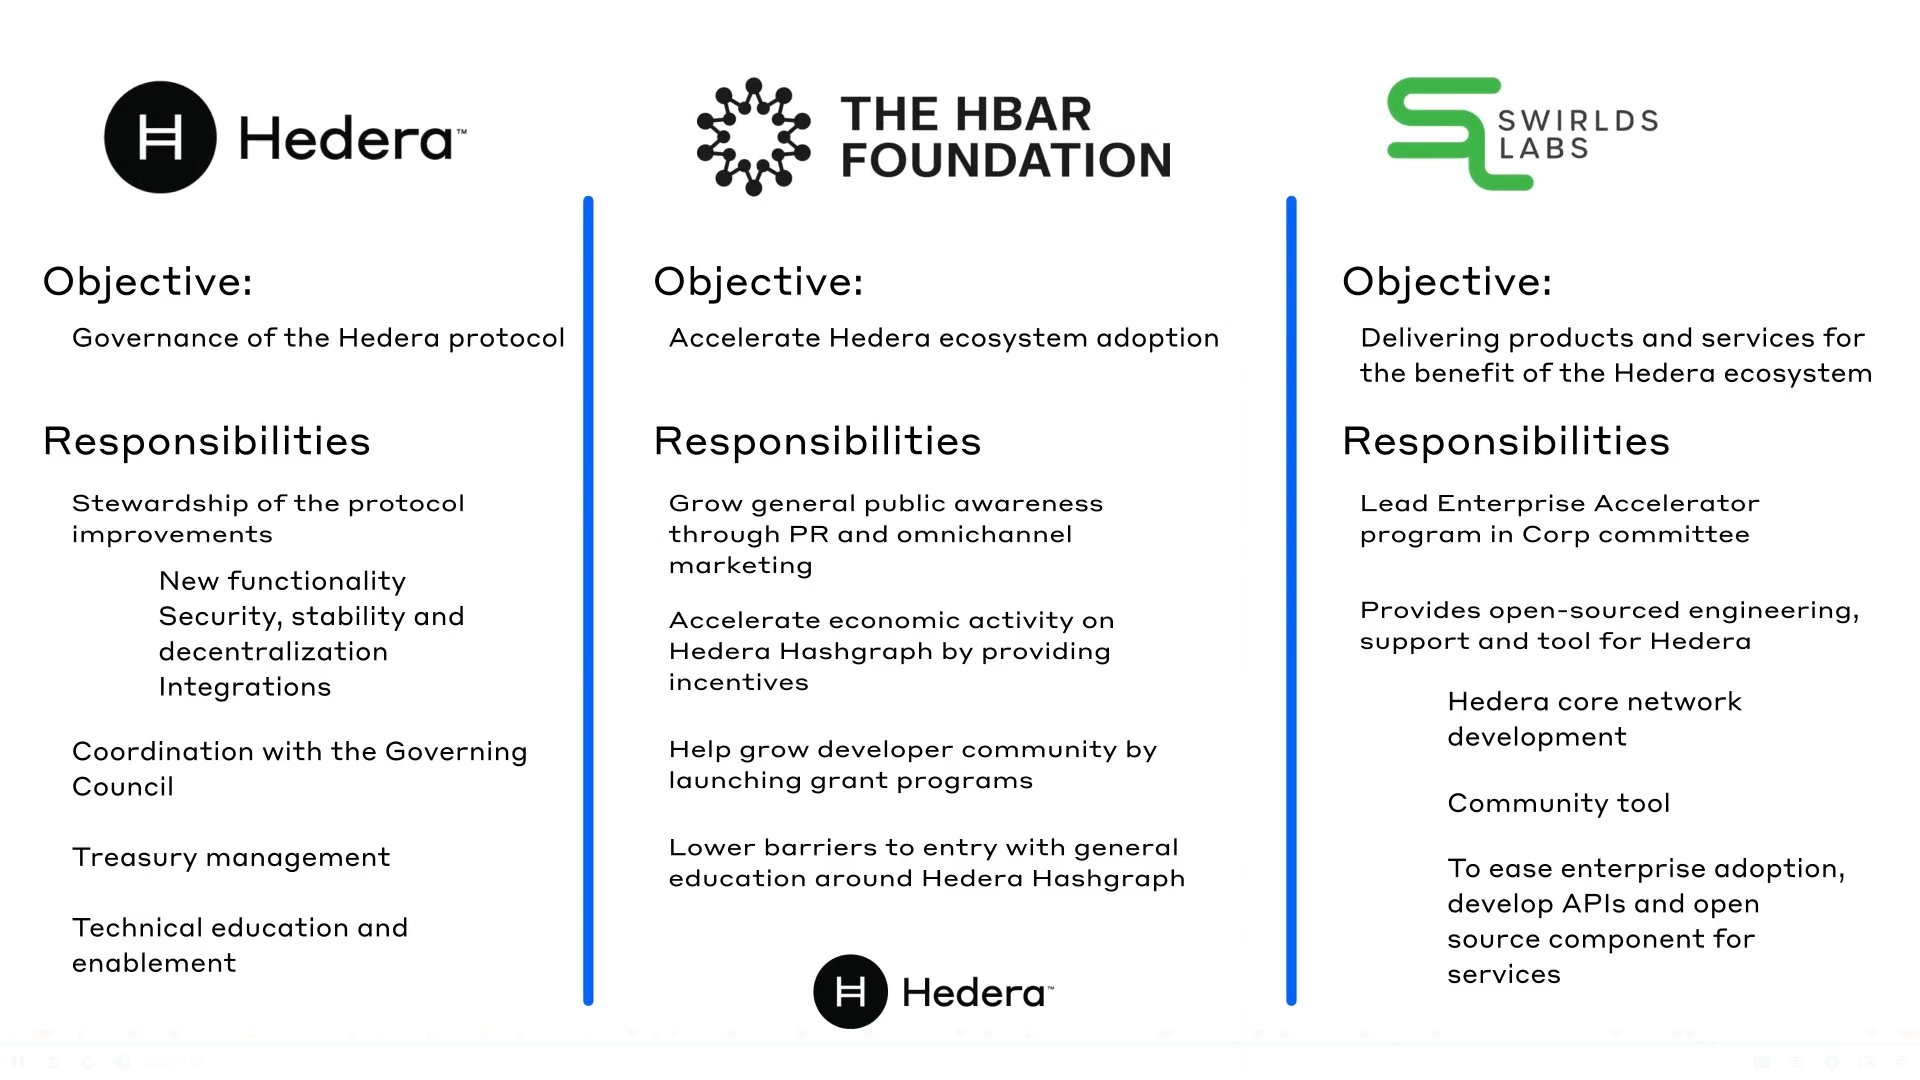 Hedera™
Objective:
Governance of the Hedera protocol
Responsibilities
Stewardship of the protocol
improvements
New functionality
Security, stability and
decentralization
Integrations
Coordination with the Governing
Council
Treasury management
Technical education and
enablement
THE HBAR
FOUNDATION
Objective:
Accelerate Hedera ecosystem adoption
Responsibilities
Grow general public awareness
through PR and omnichannel
marketing
Accelerate economic activity on
Hedera Hashgraph by providing
incentives
Help grow developer community by
launching grant programs
Lower barriers to entry with general
education around Hedera Hashgraph
Hedera™
SWIRLDS
LABS
Objective:
Delivering products and services for
the benefit of the Hedera ecosystem
Responsibilities
Lead Enterprise Accelerator
program in Corp committee
Provides open-sourced engineering,
support and tool for Hedera
Hedera core network
development
Community tool
To ease enterprise adoption,
develop APIs and open
source component for
services